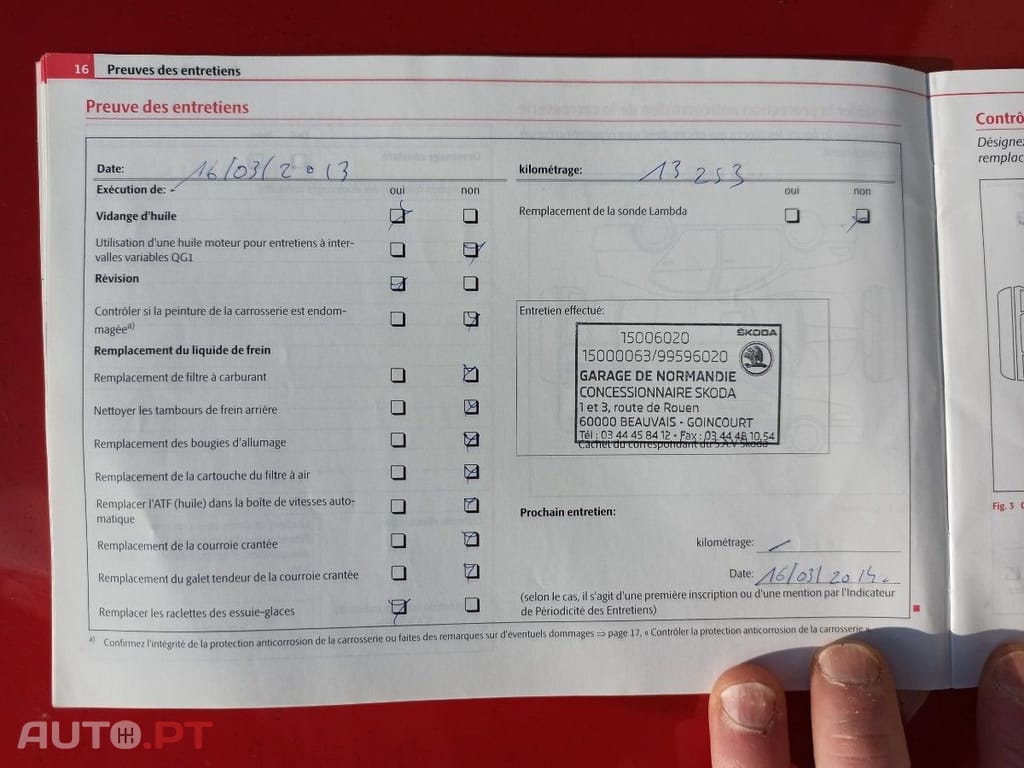 16 Preuves des entretiens
Preuve des entretiens
Date: 16/03/2013
Exécution de:
oui non
Vidange d'huile
Utilisation d'une huile moteur pour entretiens à inter-
valles variables QG1
Révision
Contrôler si la peinture de la carrosserie est endom-
magée a)
Remplacement du liquide de frein
Remplacement de filtre à carburant
Nettoyer les tambours de frein arrière
Remplacement des bougies d'allumage
Remplacement de la cartouche du filtre à air
Remplacer l'ATF (huile) dans la boîte de vitesses auto-
matique
Remplacement de la courroie crantée
Remplacement du galet tendeur de la courroie crantée
Remplacer les raclettes des essuie-glaces
kilométrage: 13 253
oui non
Remplacement de la sonde Lambda
Entretien effectué:
15006020
ŠKODA
15000063/99596020
GARAGE DE NORMANDIE
CONCESSIONNAIRE SKODA
1 et 3, route de Rouen
60000 BEAUVAIS - GOINCOURT
Tél : 03 44 45 84 12 • Fax : 03 44 48 10 54
Cachet du correspondant du S.A.V Škoda
Prochain entretien:
kilométrage: /
Date: 16/03/2014
(selon le cas, il s'agit d'une première inscription ou d'une mention par l'Indicateur
de Périodicité des Entretiens)
a) Confirmez l'intégrité de la protection anticorrosion de la carrosserie ou faites des remarques sur d'éventuels dommages ⇒ page 17, « Contrôler la protection anticorrosion de la carrosserie »
Contrô
Désignez
remplac
Fig. 3
AUTO.PT